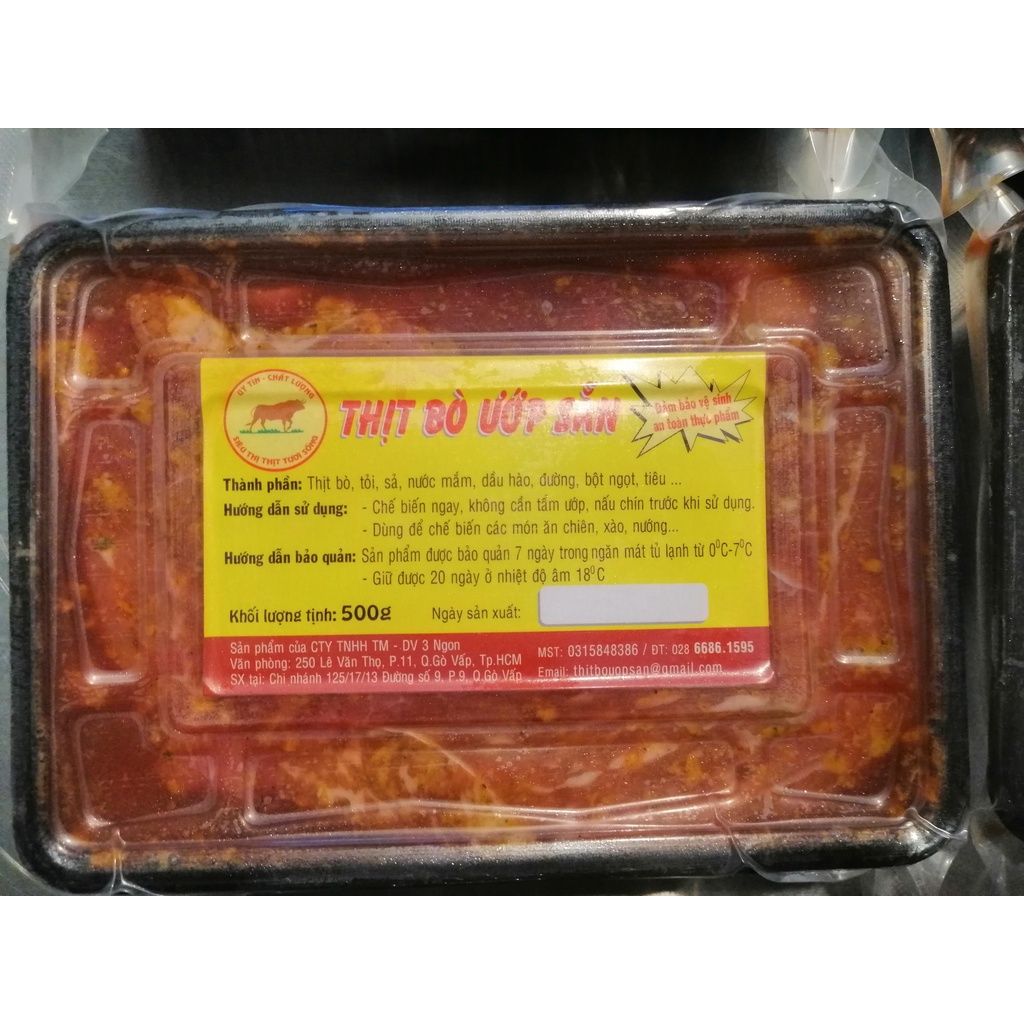 UY TÍN - CHẤT LƯỢNG
SIÊU THỊ THỊT TƯƠI SỐNG
THỊT BÒ ƯỚP SẴN
Đảm bảo vệ sinh
an toàn thực phẩm
Thành phần: Thịt bò, tỏi, sả, nước mắm, dầu hào, đường, bột ngọt, tiêu ...
Hướng dẫn sử dụng: - Chế biến ngay, không cần tẩm ướp, nấu chín trước khi sử dụng.
- Dùng để chế biến các món ăn chiên, xào, nướng...
Hướng dẫn bảo quản: Sản phẩm được bảo quản 7 ngày trong ngăn mát tủ lạnh từ 0⁰C-7⁰C
- Giữ được 20 ngày ở nhiệt độ âm 18⁰C
Khối lượng tịnh: 500g Ngày sản xuất:
Sản phẩm của CTY TNHH TM - DV 3 Ngon
Văn phòng: 250 Lê Văn Thọ, P.11, Q.Gò Vấp, Tp.HCM
SX tại: Chi nhánh 125/17/13 Đường số 9, P.9, Q.Gò Vấp
MST: 0315848386 / ĐT: 028 6686.1595
Email: thitbouopsan@gmail.com